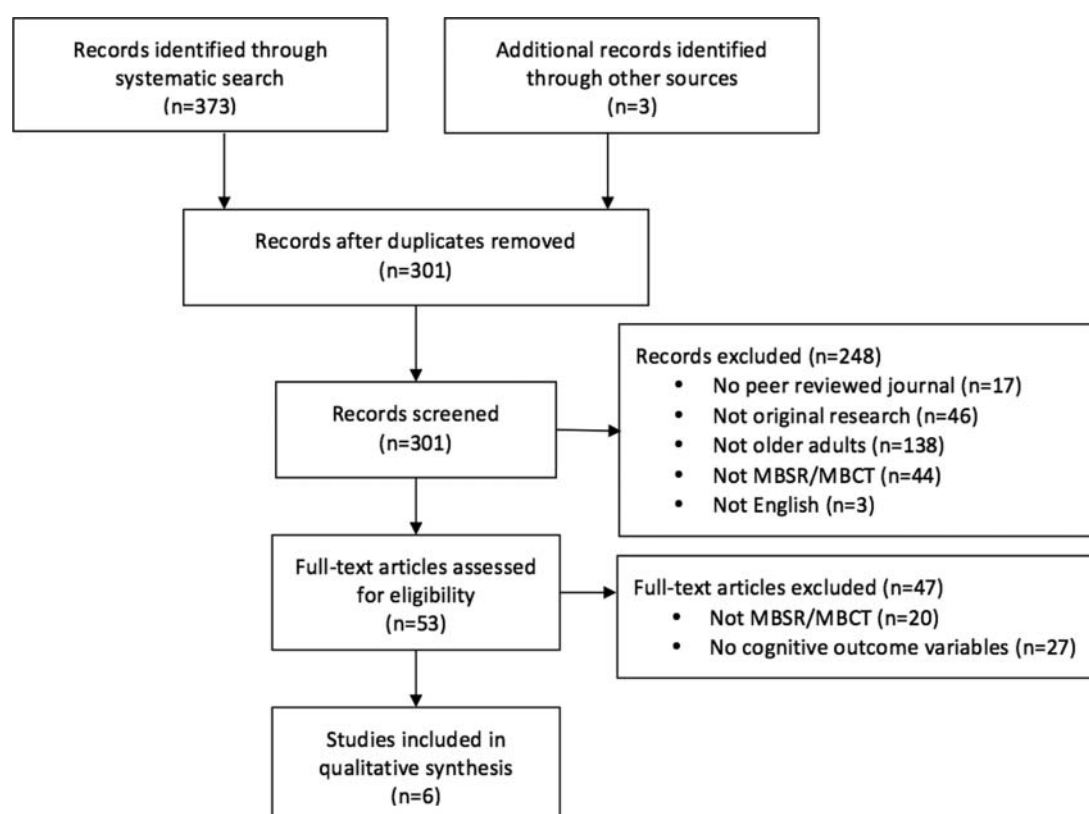 Records identified through
systematic search
(n=373)
Additional records identified
through other sources
(n=3)
Records after duplicates removed
(n=301)
Records screened
(n=301)
Records excluded (n=248)
• No peer reviewed journal (n=17)
• Not original research (n=46)
• Not older adults (n=138)
• Not MBSR/MBCT (n=44)
• Not English (n=3)
Full-text articles assessed
for eligibility
(n=53)
Full-text articles excluded (n=47)
• Not MBSR/MBCT (n=20)
• No cognitive outcome variables (n=27)
Studies included in
qualitative synthesis
(n=6)